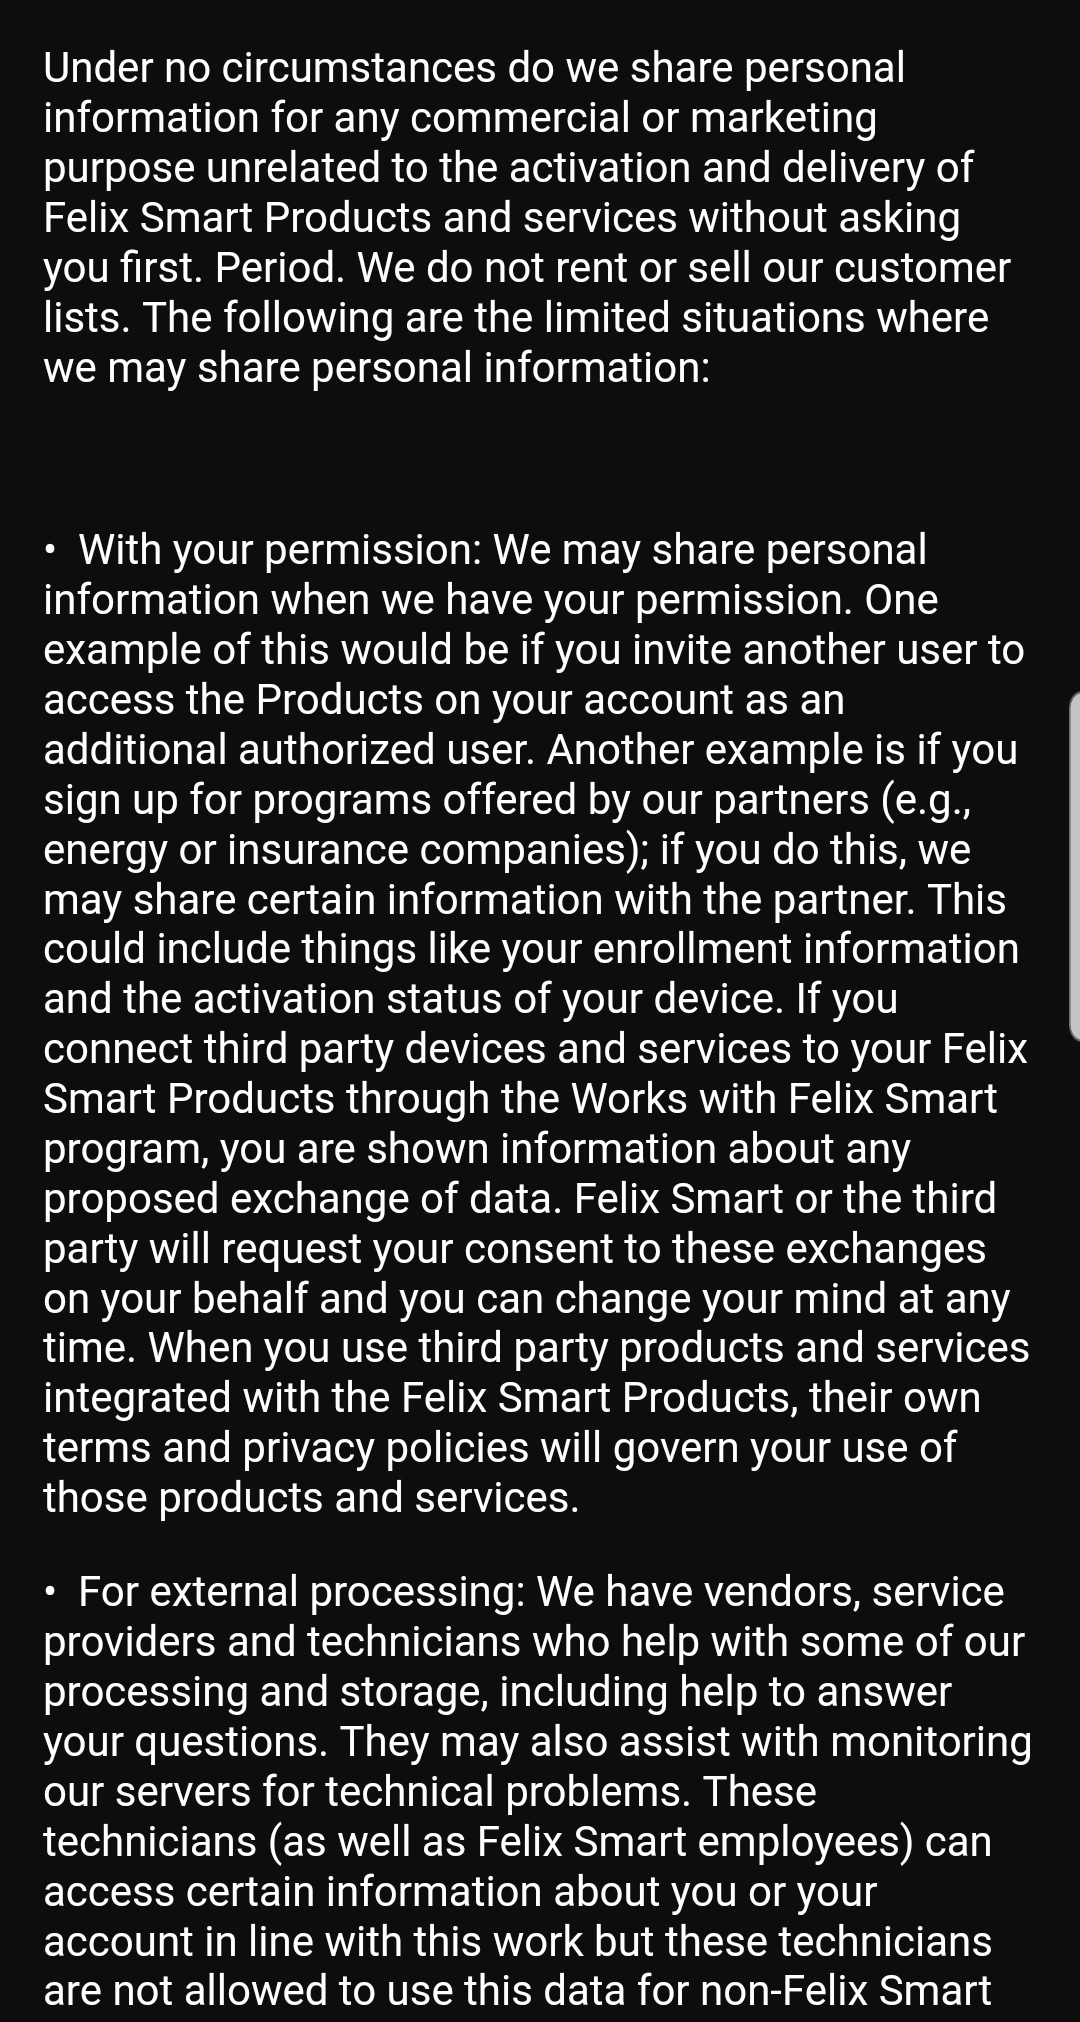 Under no circumstances do we share personal
information for any commercial or marketing
purpose unrelated to the activation and delivery of
Felix Smart Products and services without asking
you first. Period. We do not rent or sell our customer
lists. The following are the limited situations where
we may share personal information:
• With your permission: We may share personal
information when we have your permission. One
example of this would be if you invite another user to
access the Products on your account as an
additional authorized user. Another example is if you
sign up for programs offered by our partners (e.g.,
energy or insurance companies); if you do this, we
may share certain information with the partner. This
could include things like your enrollment information
and the activation status of your device. If you
connect third party devices and services to your Felix
Smart Products through the Works with Felix Smart
program, you are shown information about any
proposed exchange of data. Felix Smart or the third
party will request your consent to these exchanges
on your behalf and you can change your mind at any
time. When you use third party products and services
integrated with the Felix Smart Products, their own
terms and privacy policies will govern your use of
those products and services.
• For external processing: We have vendors, service
providers and technicians who help with some of our
processing and storage, including help to answer
your questions. They may also assist with monitoring
our servers for technical problems. These
technicians (as well as Felix Smart employees) can
access certain information about you or your
account in line with this work but these technicians
are not allowed to use this data for non-Felix Smart